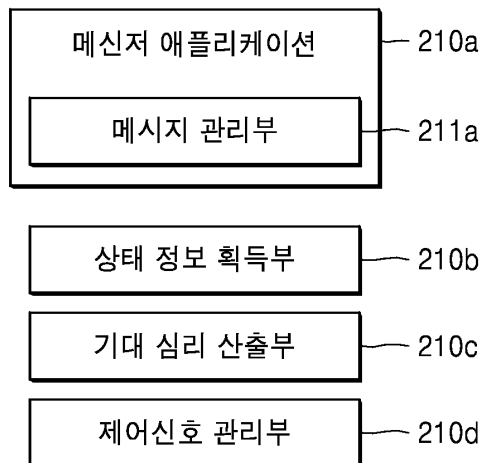 메신저 애플리케이션 210a
메시지 관리부 211a
상태 정보 획득부 210b
기대 심리 산출부 210c
제어신호 관리부 210d